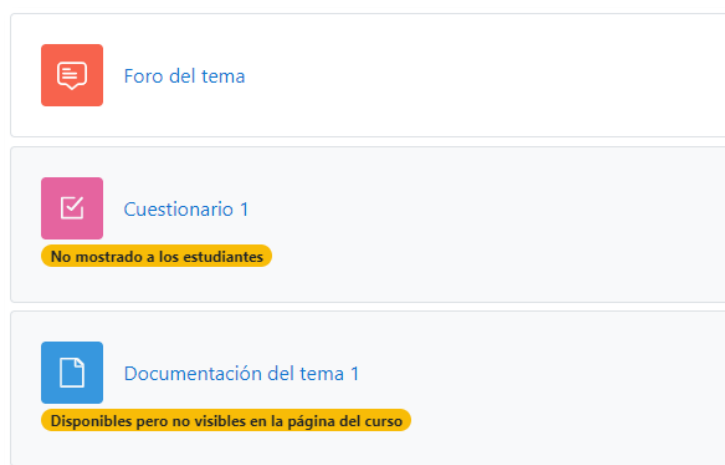 Foro del tema
Cuestionario 1
No mostrado a los estudiantes
Documentación del tema 1
Disponibles pero no visibles en la página del curso